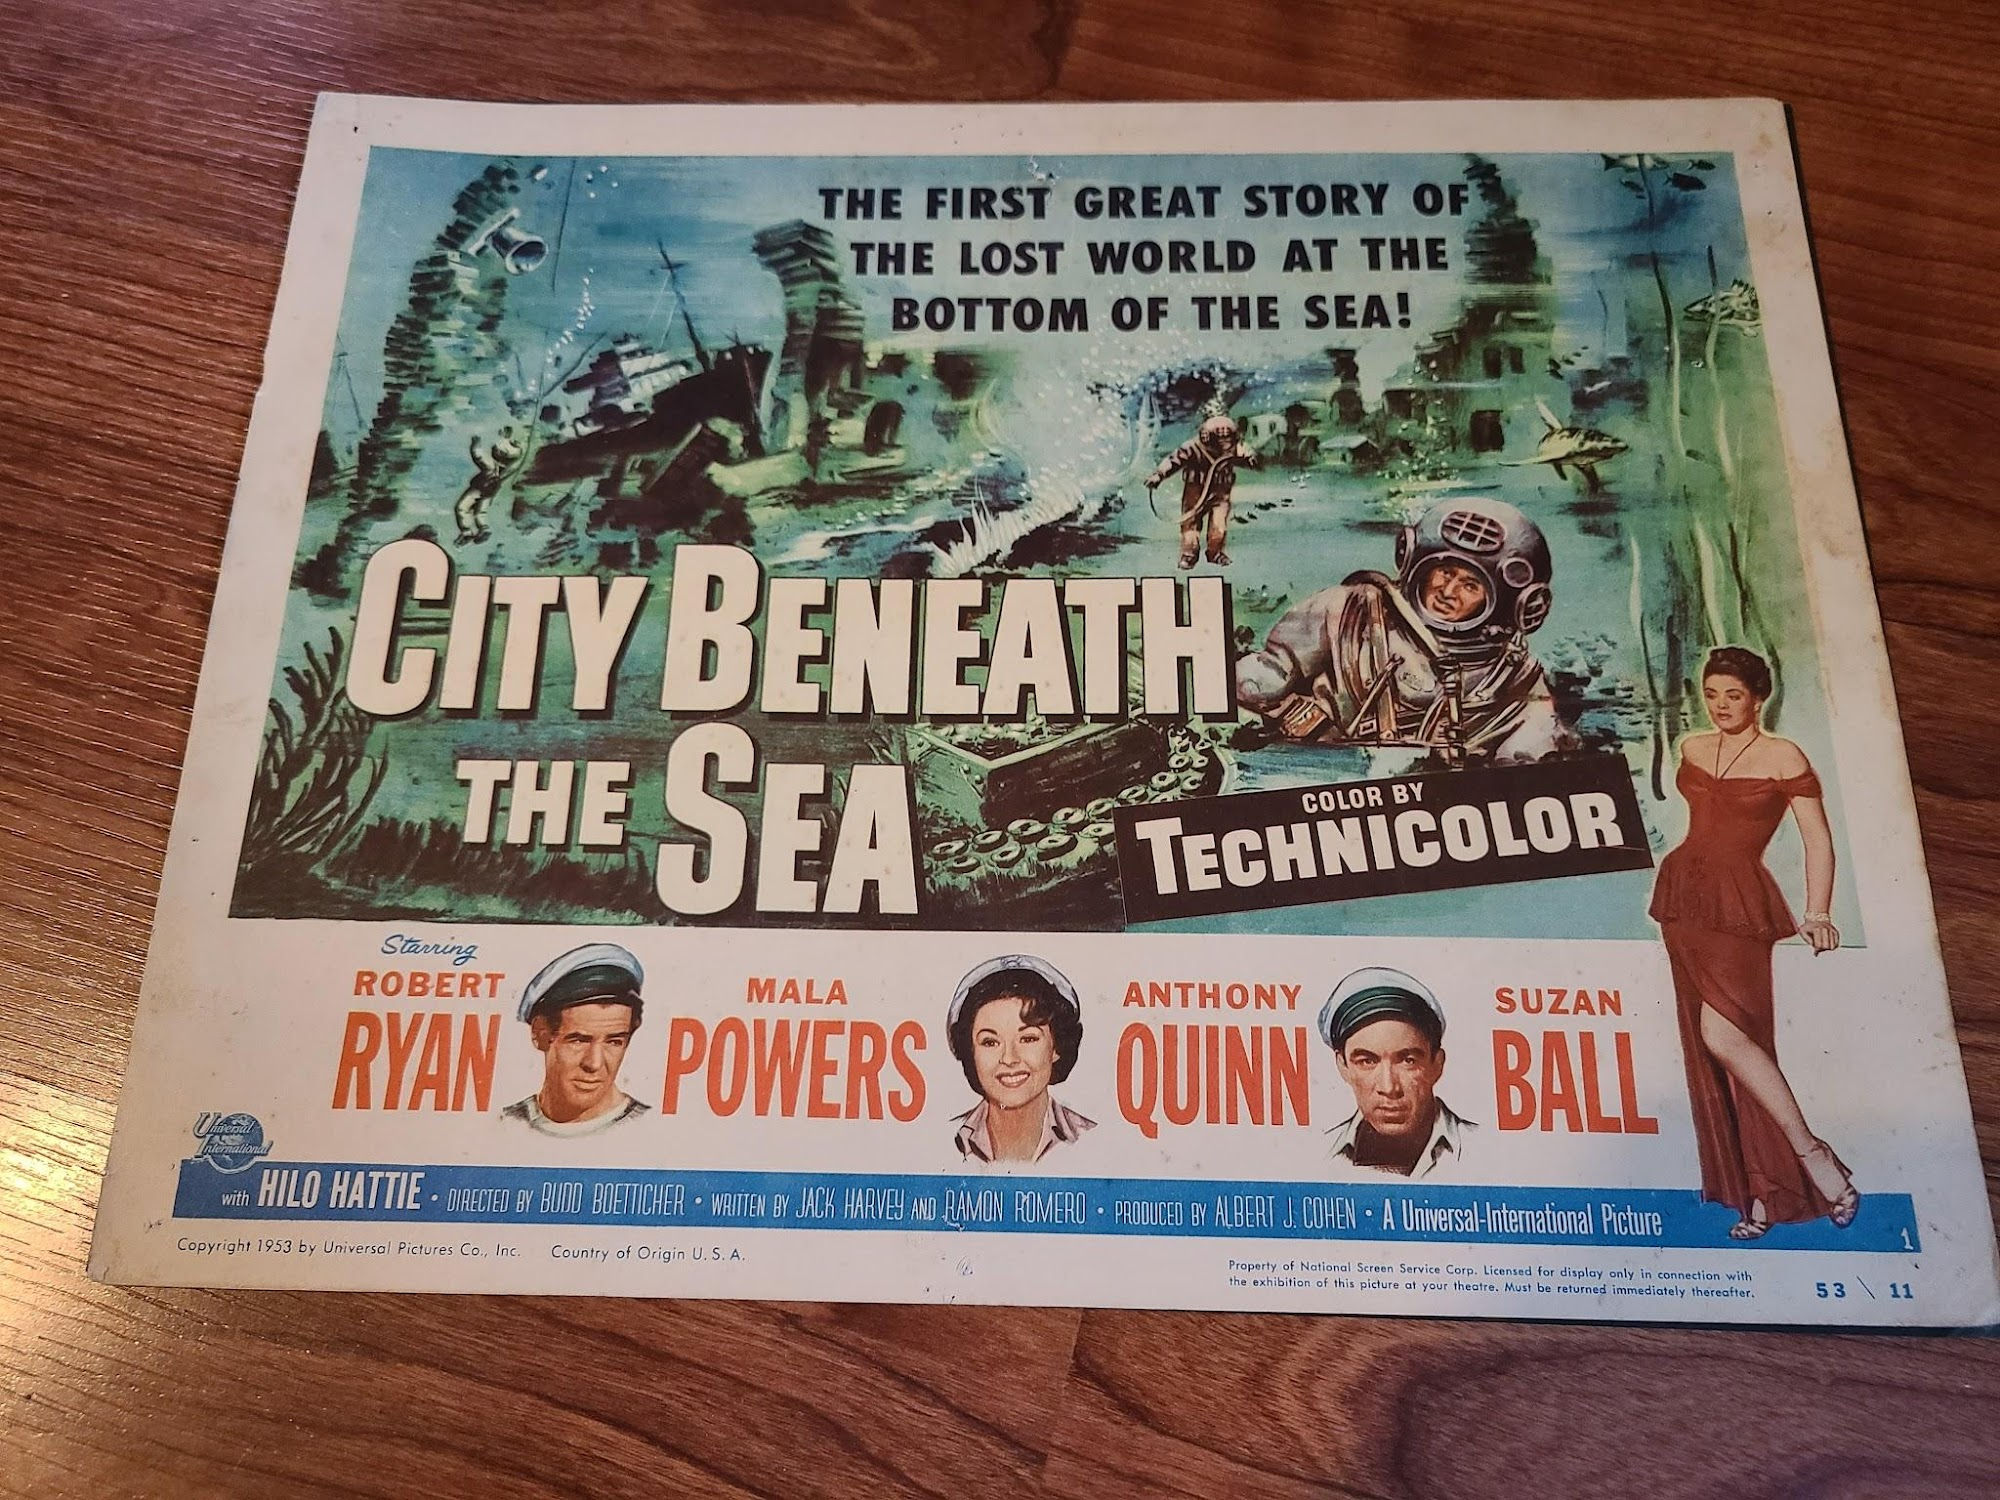 THE FIRST GREAT STORY OF
THE LOST WORLD AT THE
BOTTOM OF THE SEA!
CITY BENEATH
THE SEA
COLOR BY
TECHNICOLOR
Starring
ROBERT
RYAN
MALA
POWERS
ANTHONY
QUINN
SUZAN
BALL
Universal
International
with HILO HATTIE • DIRECTED BY BUDD BOETTICHER • WRITTEN BY JACK HARVEY AND RAMON ROMERO • PRODUCED BY ALBERT J. COHEN • A Universal-International Picture
1
Copyright 1953 by Universal Pictures Co., Inc. Country of Origin U. S. A.
Property of National Screen Service Corp. Licensed for display only in connection with
the exhibition of this picture at your theatre. Must be returned immediately thereafter.
53 \ 11